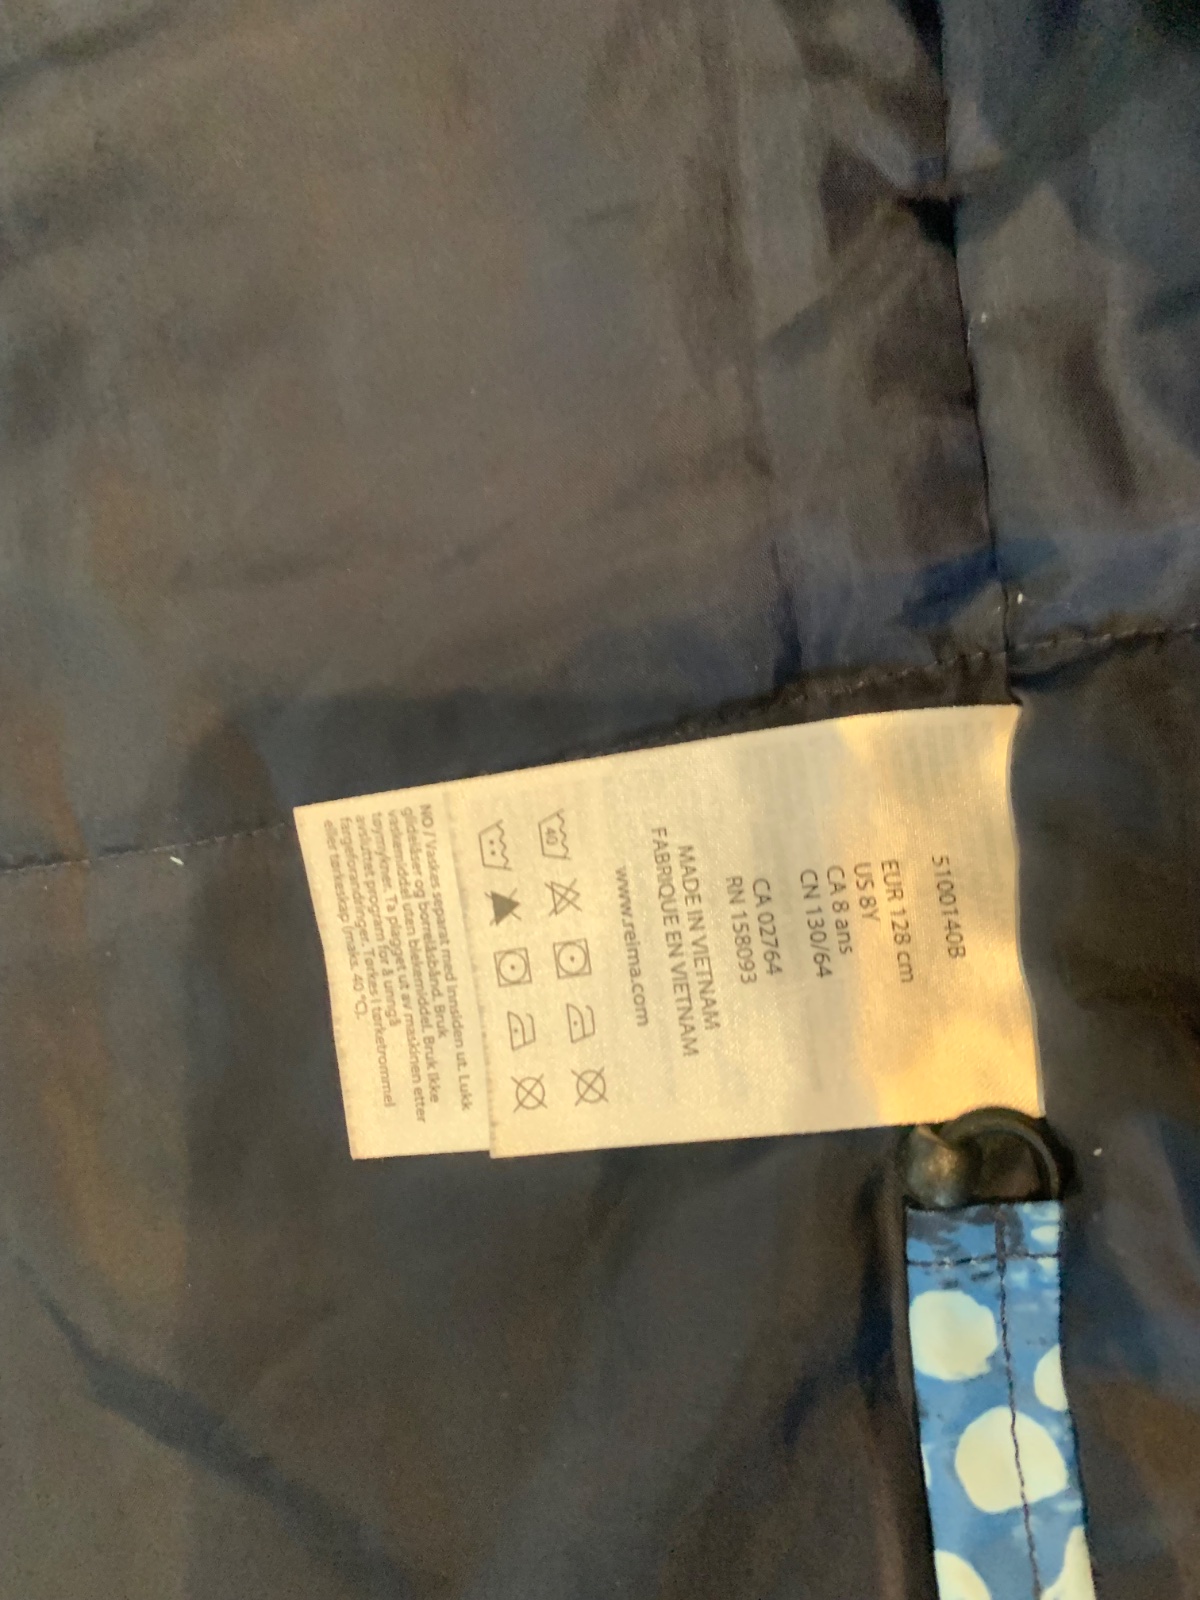 5100140B
EUR 128 cm
US 8Y
CA 8 ans
CN 130/64
CA 02764
RN 158093
MADE IN VIETNAM
FABRIQUE EN VIETNAM
www.reima.com
40
NO / Vaskes separat med innsiden ut. Lukk
glidelåser og borrelåsbånd. Bruk
vaskemiddel uten blekemiddel. Bruk ikke
tøymykner. Ta plagget ut av maskinen etter
avsluttet program for å unngå
fargeforandringer. Tørkes i tørketrommel
eller tørkeskap (maks. 40 °C).